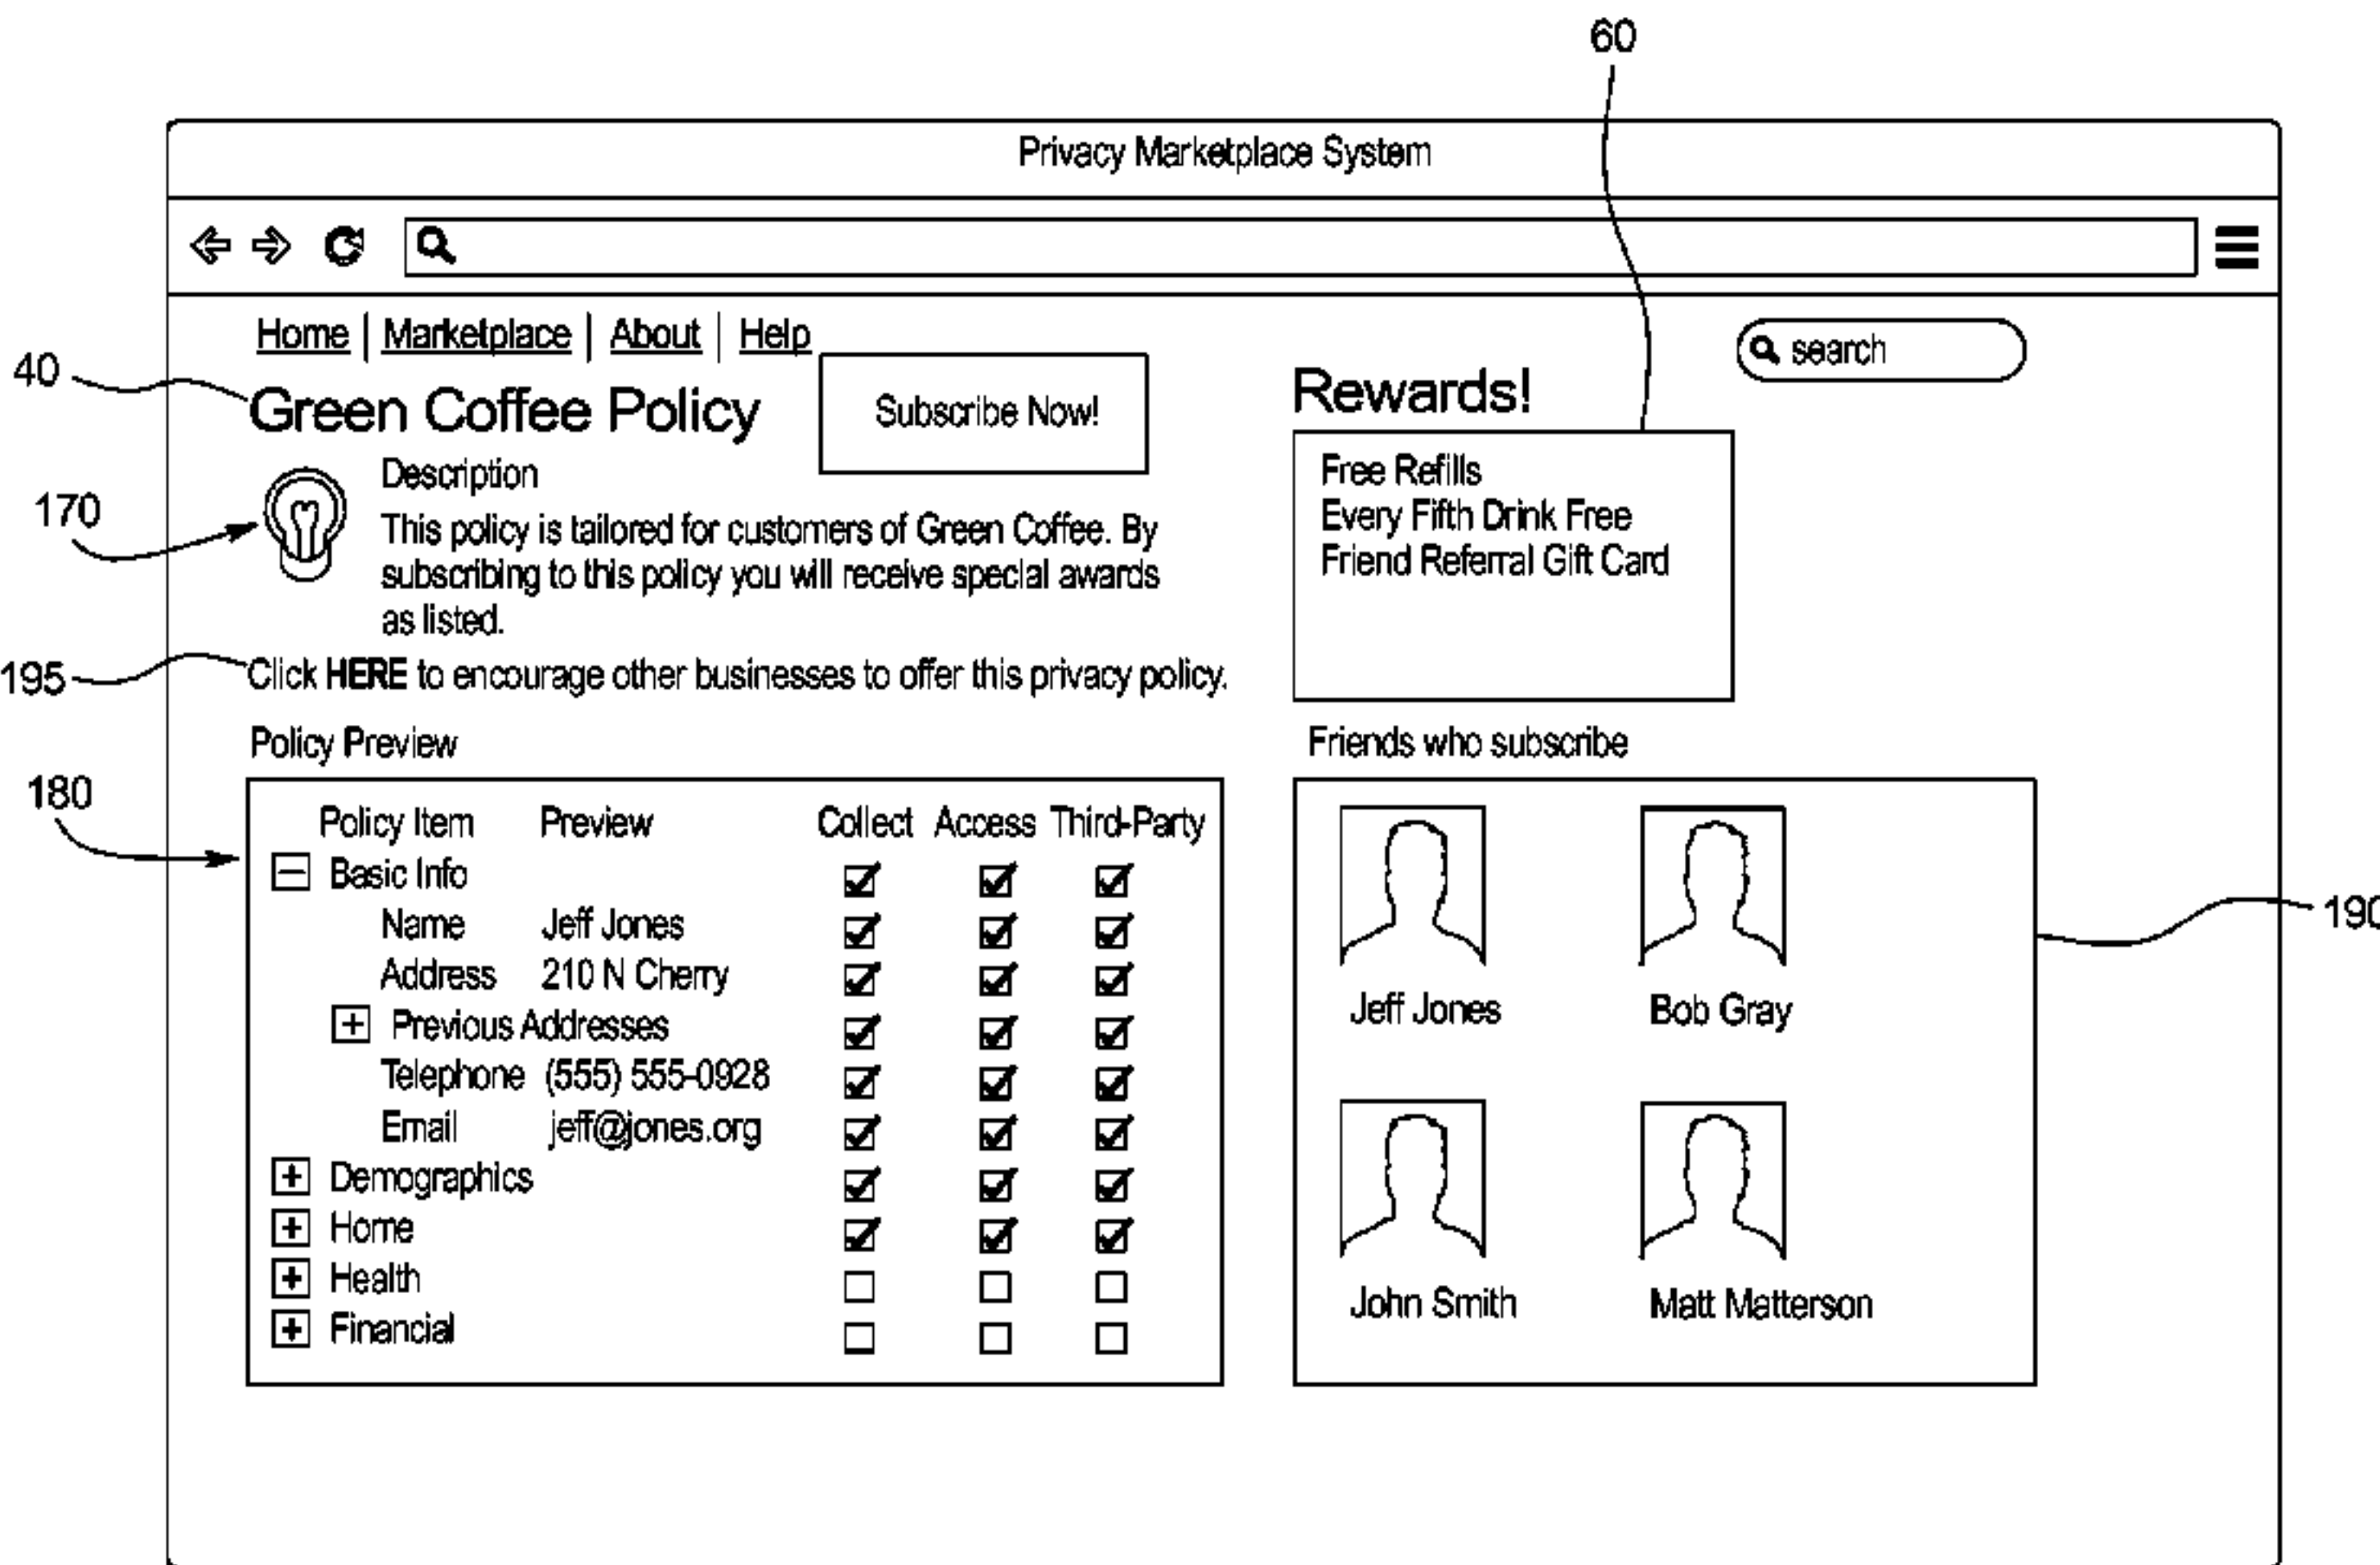 60
Privacy Marketplace System
Home | Marketplace | About | Help
search
40
Green Coffee Policy
Subscribe Now!
Rewards!
170
Description
This policy is tailored for customers of Green Coffee. By
subscribing to this policy you will receive special awards
as listed.
Free Refills
Every Fifth Drink Free
Friend Referral Gift Card
195
Click HERE to encourage other businesses to offer this privacy policy.
Policy Preview
180
Policy Item Preview Collect Access Third-Party
Basic Info
Name Jeff Jones
Address 210 N Cherry
Previous Addresses
Telephone (555) 555-0928
Email jeff@jones.org
Demographics
Home
Health
Financial
Friends who subscribe
190
Jeff Jones
Bob Gray
John Smith
Matt Matterson